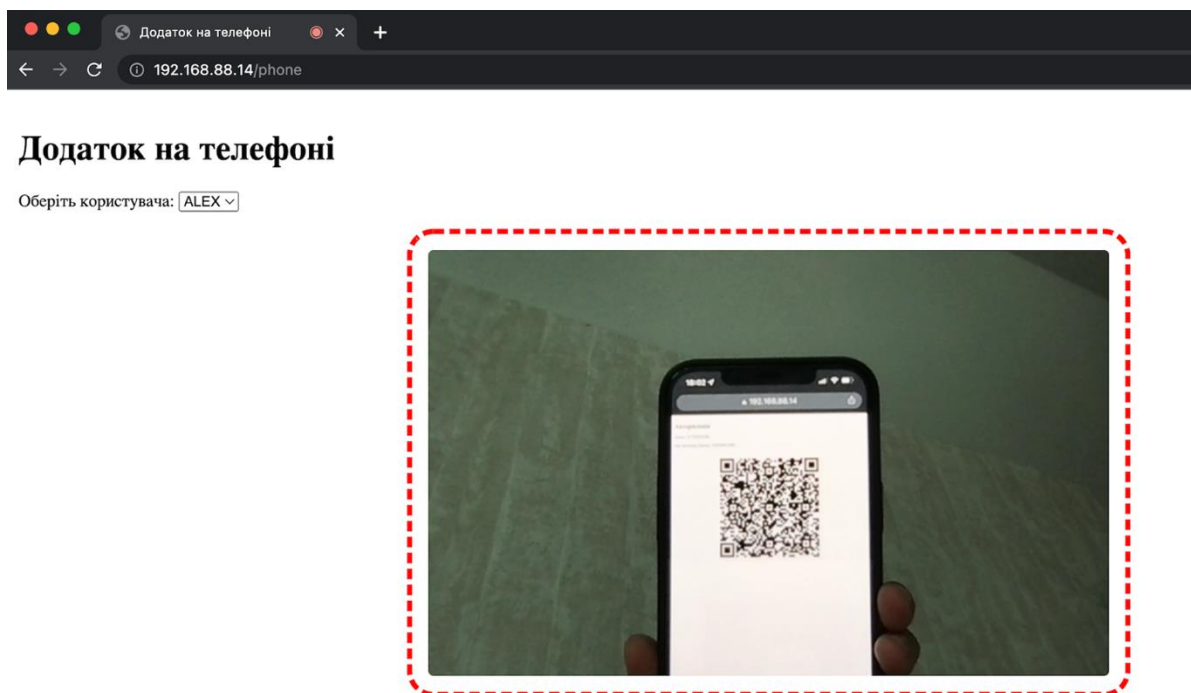 Додаток на телефоні
192.168.88.14/phone
Додаток на телефоні
Оберіть користувача: ALEX
18:02
192.168.88.14